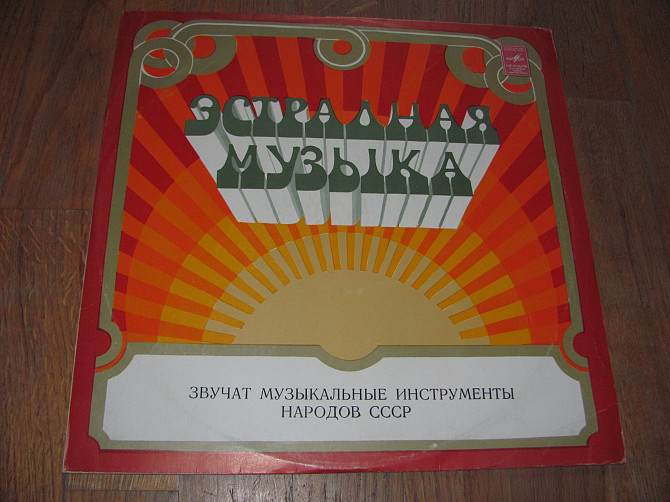 ЭСТРАДНАЯ
МУЗЫКА
ЗВУЧАТ МУЗЫКАЛЬНЫЕ ИНСТРУМЕНТЫ
НАРОДОВ СССР